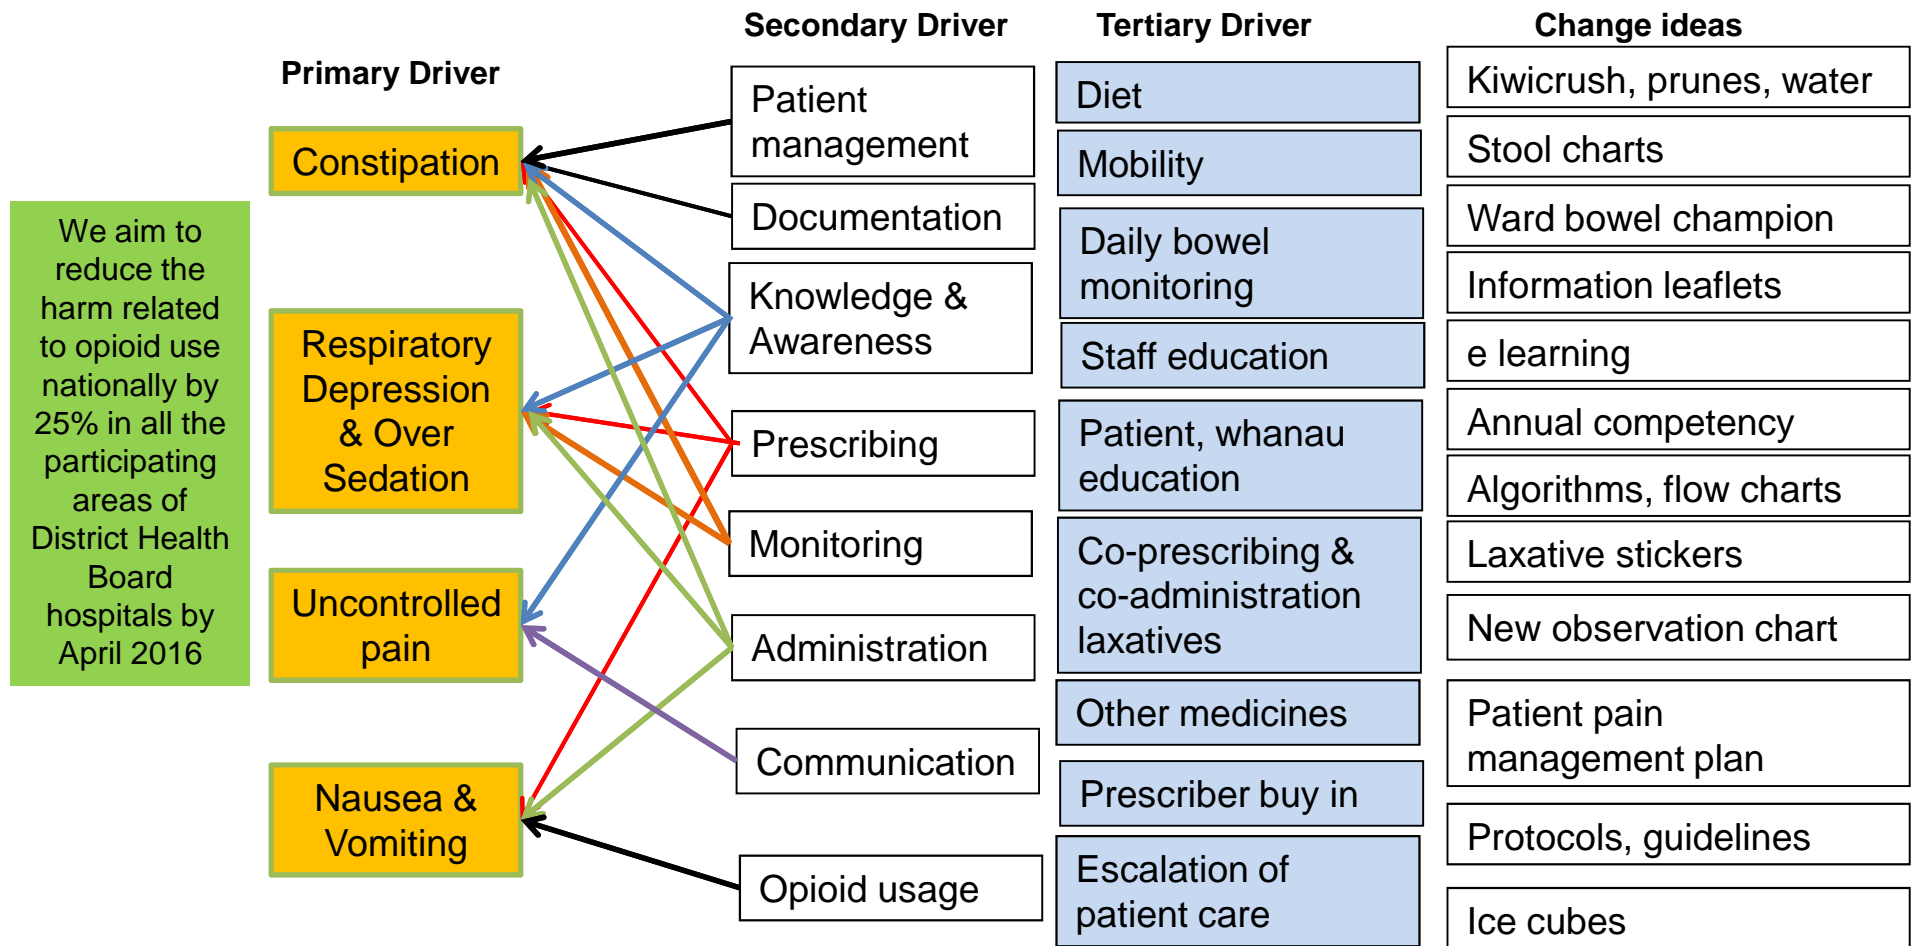 We aim to
reduce the
harm related
to opioid use
nationally by
25% in all the
participating
areas of
District Health
Board
hospitals by
April 2016
Primary Driver
Constipation
Respiratory
Depression
& Over
Sedation
Uncontrolled
pain
Nausea &
Vomiting
Secondary Driver
Patient
management
Documentation
Knowledge &
Awareness
Prescribing
Monitoring
Administration
Communication
Opioid usage
Tertiary Driver
Diet
Mobility
Daily bowel
monitoring
Staff education
Patient, whanau
education
Co-prescribing &
co-administration
laxatives
Other medicines
Prescriber buy in
Escalation of
patient care
Change ideas
Kiwicrush, prunes, water
Stool charts
Ward bowel champion
Information leaflets
e learning
Annual competency
Algorithms, flow charts
Laxative stickers
New observation chart
Patient pain
management plan
Protocols, guidelines
Ice cubes